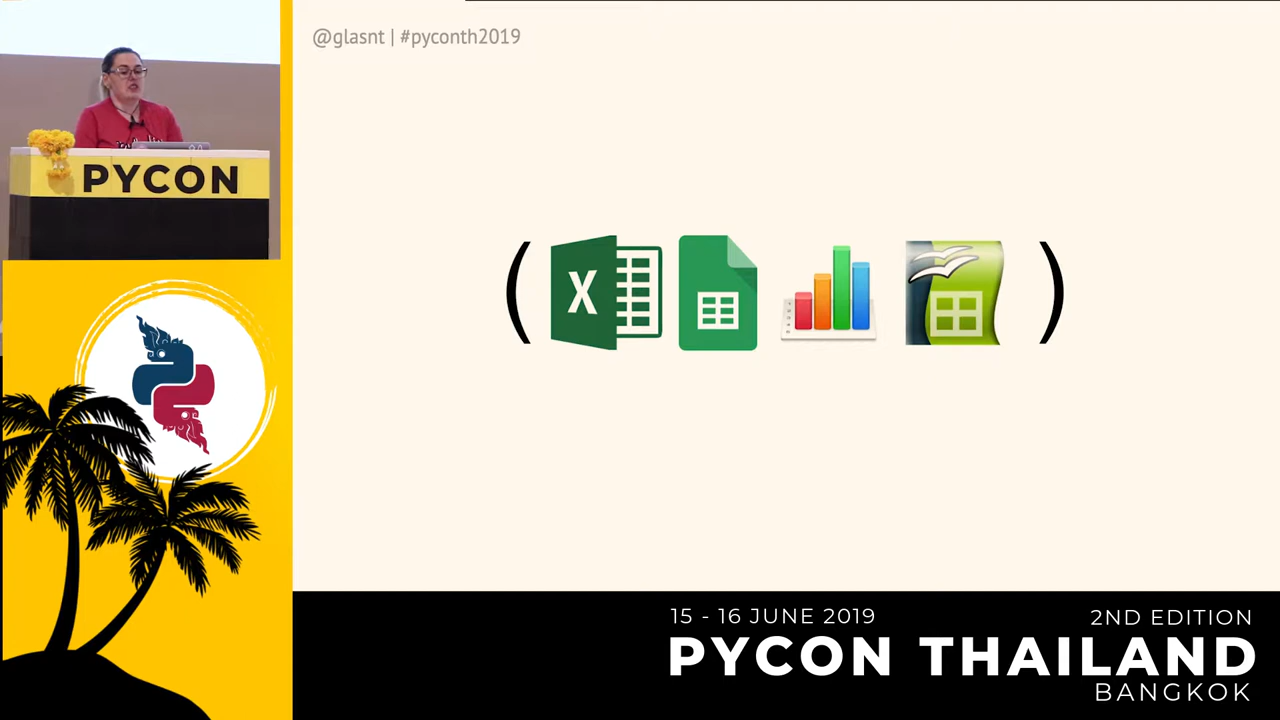 @glasnt | #pyconth2019
PYCON
( X )
15 - 16 JUNE 2019
2ND EDITION
PYCON THAILAND
BANGKOK